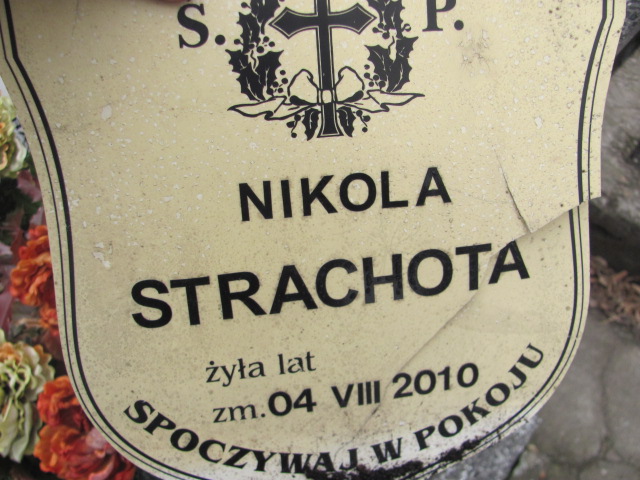 Ś. P.
NIKOLA
STRACHOTA
żyła lat
zm. 04 VIII 2010
SPOCZYWAJ W POKOJU